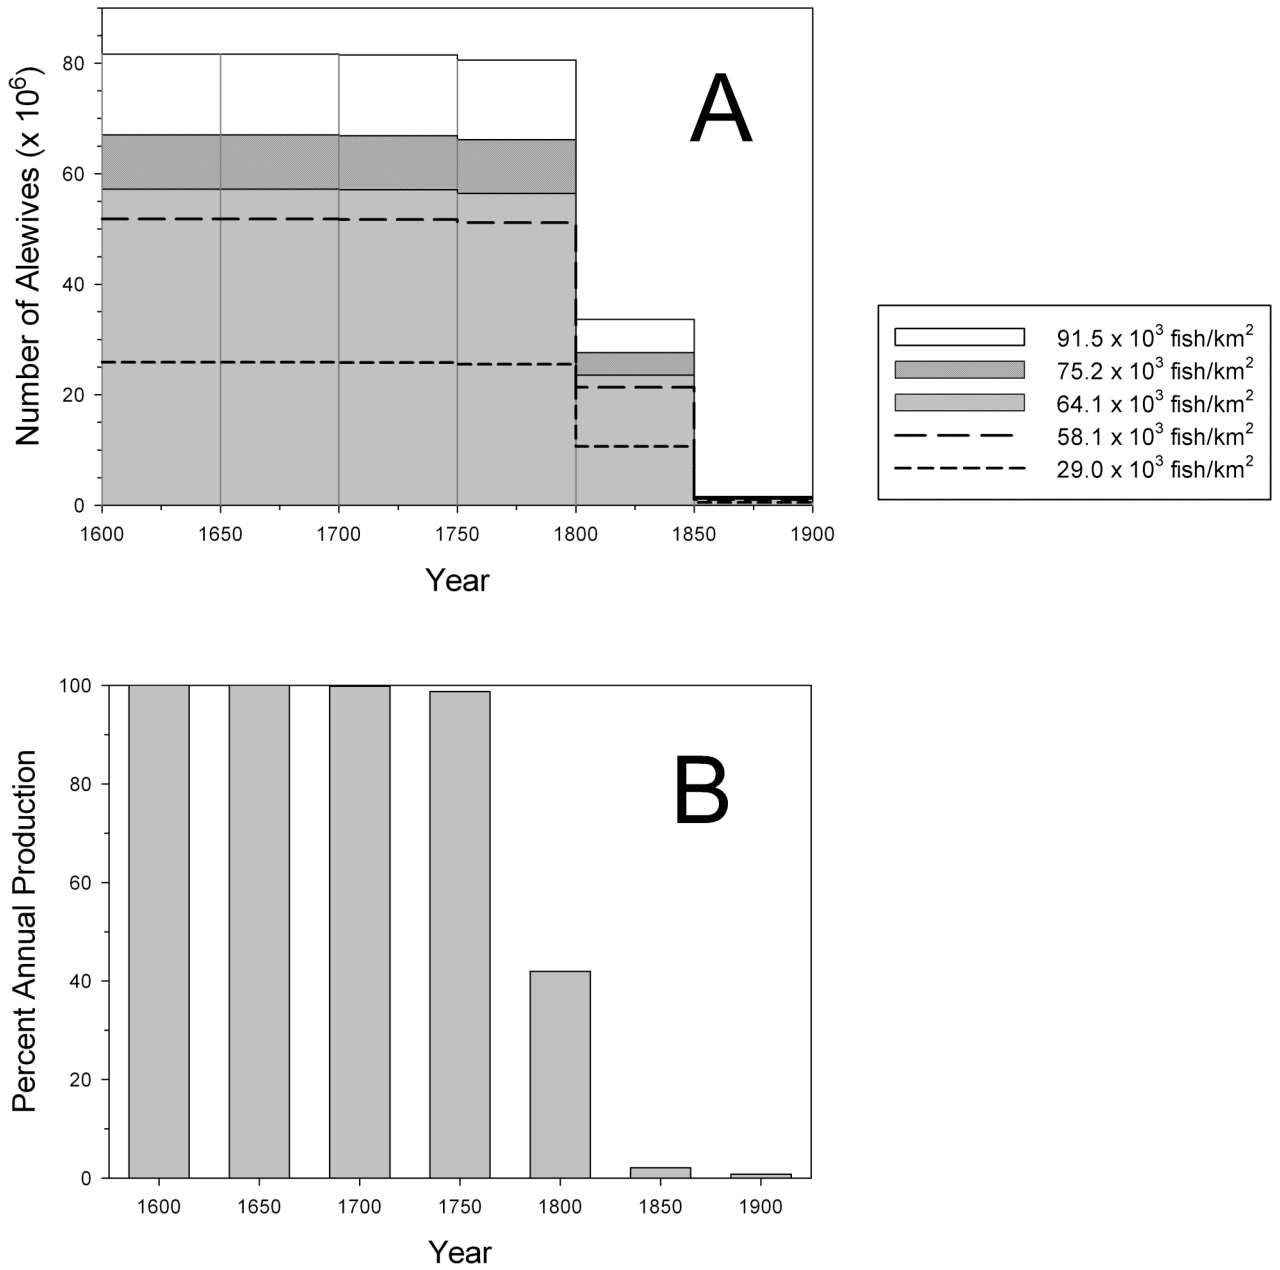 A
Number of Alewives (x 10⁶)
80
60
40
20
0
1600 1650 1700 1750 1800 1850 1900
Year
91.5 x 10³ fish/km²
75.2 x 10³ fish/km²
64.1 x 10³ fish/km²
58.1 x 10³ fish/km²
29.0 x 10³ fish/km²
B
Percent Annual Production
100
80
60
40
20
0
1600 1650 1700 1750 1800 1850 1900
Year